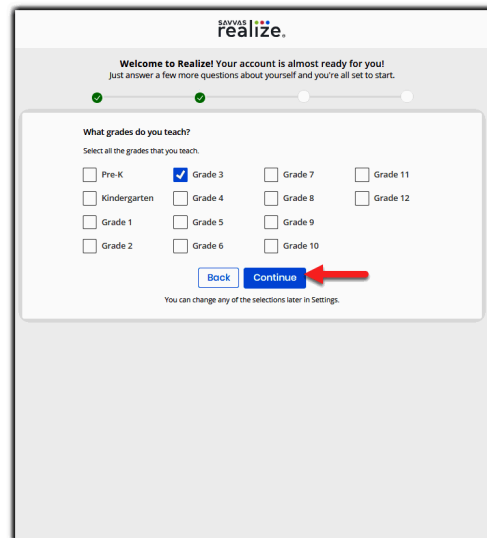 SAVVAS
realize.
Welcome to Realize! Your account is almost ready for you!
Just answer a few more questions about yourself and you're all set to start.
What grades do you teach?
Select all the grades that you teach.
Pre-K Grade 3 Grade 7 Grade 11
Kindergarten Grade 4 Grade 8 Grade 12
Grade 1 Grade 5 Grade 9
Grade 2 Grade 6 Grade 10
Back Continue
You can change any of the selections later in Settings.